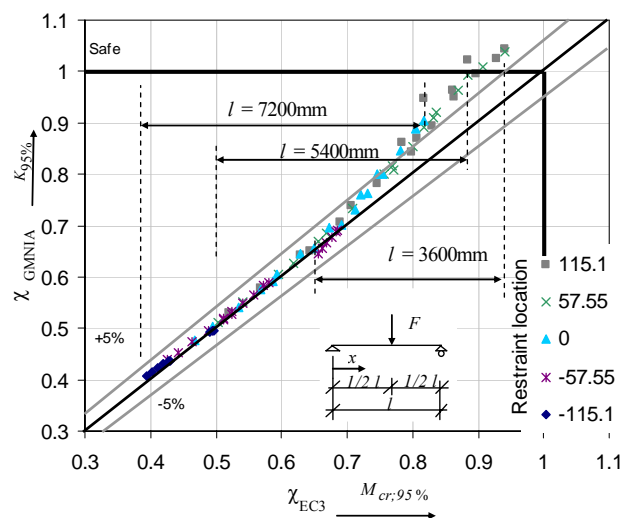 1.1
1
0.9
0.8
0.7
0.6
0.5
0.4
0.3
Safe
l = 7200mm
l = 5400mm
l = 3600mm
+5%
-5%
F
x
1/2 l 1/2 l
l
Restraint location
115.1
57.55
0
-57.55
-115.1
0.3 0.4 0.5 0.6 0.7 0.8 0.9 1 1.1
χ GMNIA K95%
χ EC3 Mcr;95%